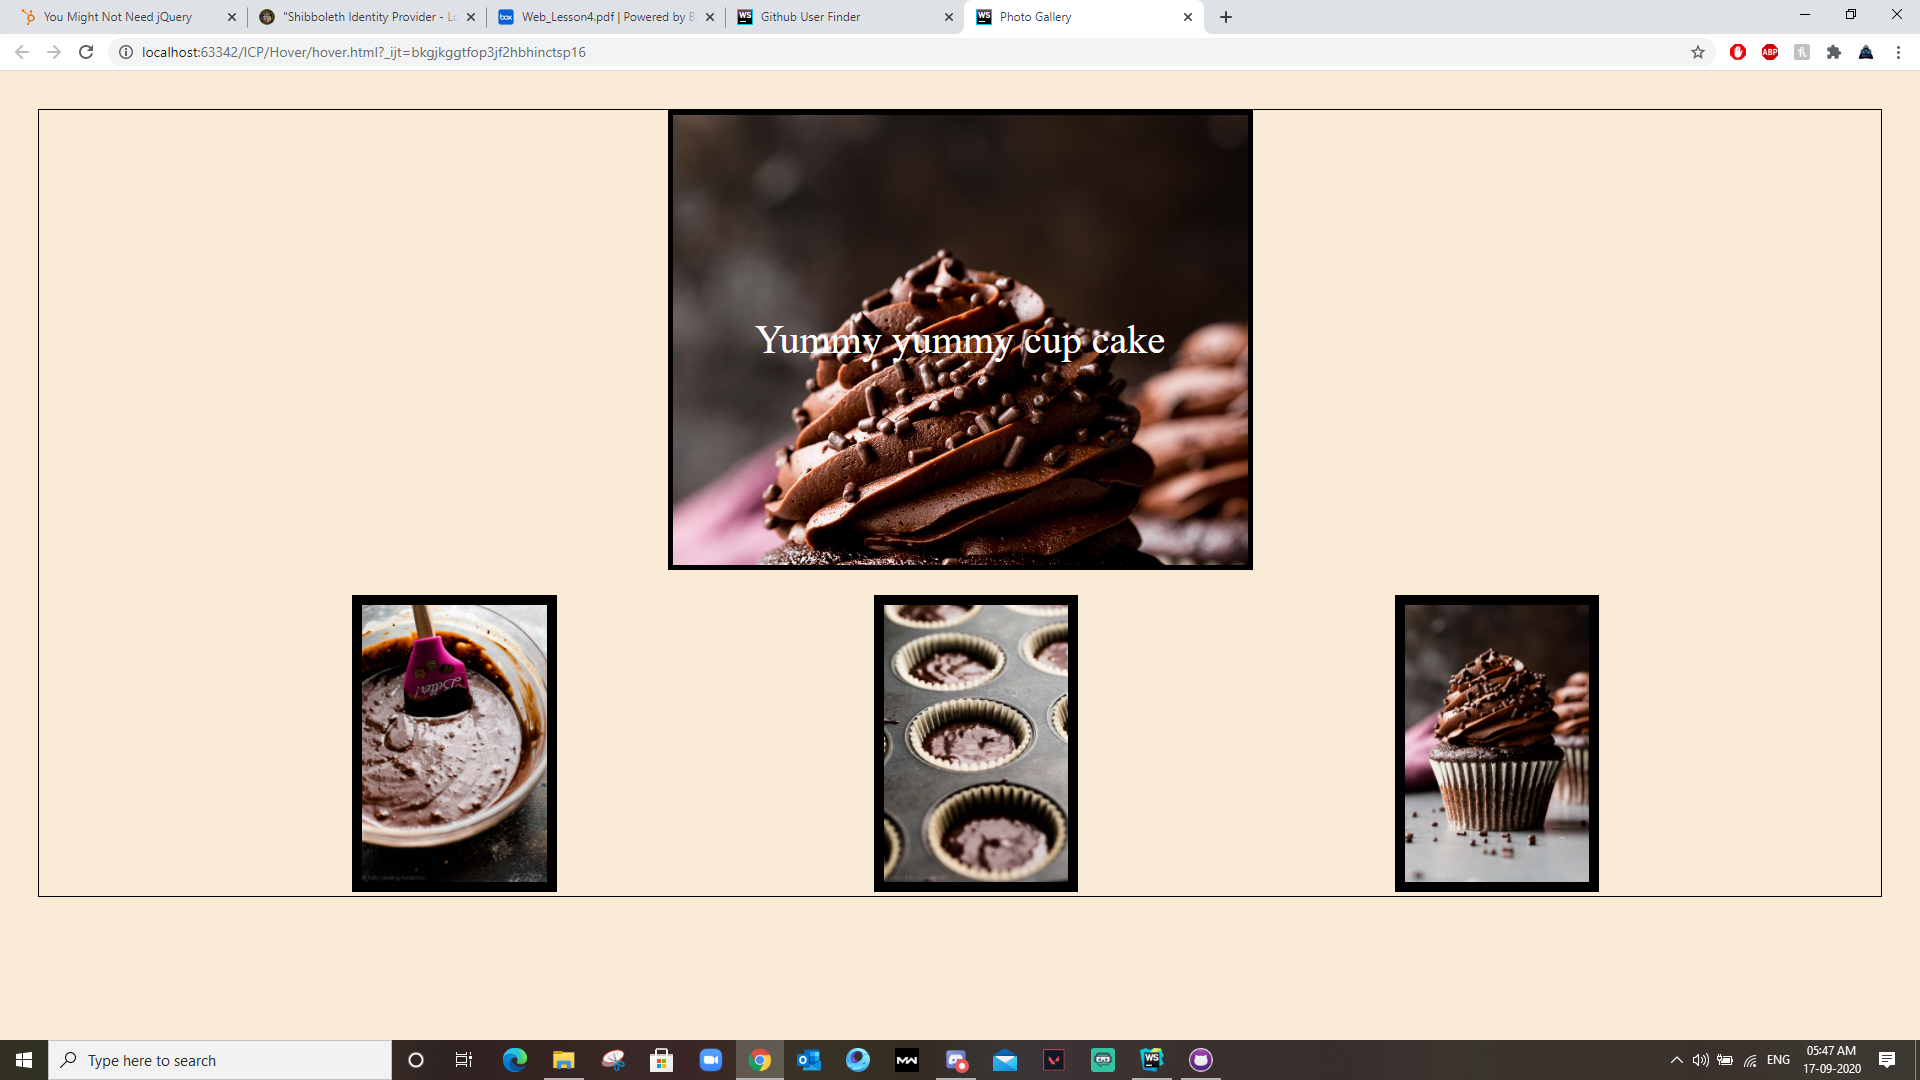 You Might Not Need jQuery
"Shibboleth Identity Provider - Lo
Web_Lesson4.pdf | Powered by B
Github User Finder
Photo Gallery
localhost:63342/ICP/Hover/hover.html?_ijt=bkgjkggtfop3jf2hbhinctsp16
ABP
Yummy yummy cup cake
Better!
Type here to search
ENG
05:47 AM
17-09-2020